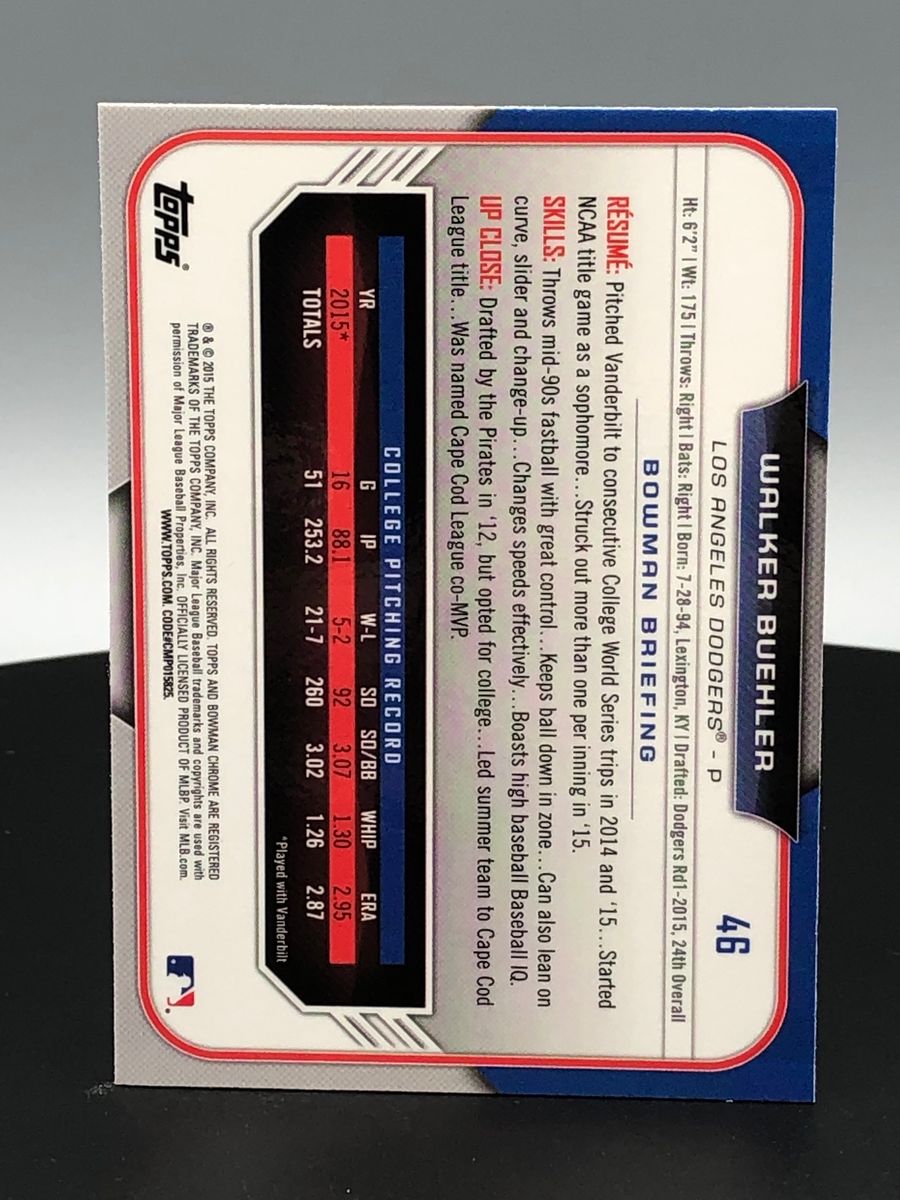 WALKER BUEHLER
46
LOS ANGELES DODGERS® - P
Ht: 6'2" | Wt: 175 | Throws: Right | Bats: Right | Born: 7-28-94, Lexington, KY | Drafted: Dodgers Rd1-2015, 24th Overall
BOWMAN BRIEFING
RÉSUMÉ: Pitched Vanderbilt to consecutive College World Series trips in 2014 and '15...Started
NCAA title game as a sophomore...Struck out more than one per inning in '15.
SKILLS: Throws mid-90s fastball with great control...Keeps ball down in zone...Can also lean on
curve, slider and change-up...Changes speeds effectively...Boasts high baseball Baseball IQ.
UP CLOSE: Drafted by the Pirates in '12, but opted for college...Led summer team to Cape Cod
League title...Was named Cape Cod League co-MVP.
COLLEGE PITCHING RECORD
YR G IP W-L SO SO/BB WHIP ERA
2015* 16 88.1 5-2 92 3.07 1.30 2.95
TOTALS 51 253.2 21-7 260 3.02 1.26 2.87
*Played with Vanderbilt
® & © 2015 THE TOPPS COMPANY, INC. ALL RIGHTS RESERVED. TOPPS AND BOWMAN CHROME ARE REGISTERED
TRADEMARKS OF THE TOPPS COMPANY, INC. Major League Baseball trademarks and copyrights are used with
permission of Major League Baseball Properties, Inc. OFFICIALLY LICENSED PRODUCT OF MLBP. Visit MLB.com.
WWW.TOPPS.COM. CODE#CMP015825.
TOPPS®